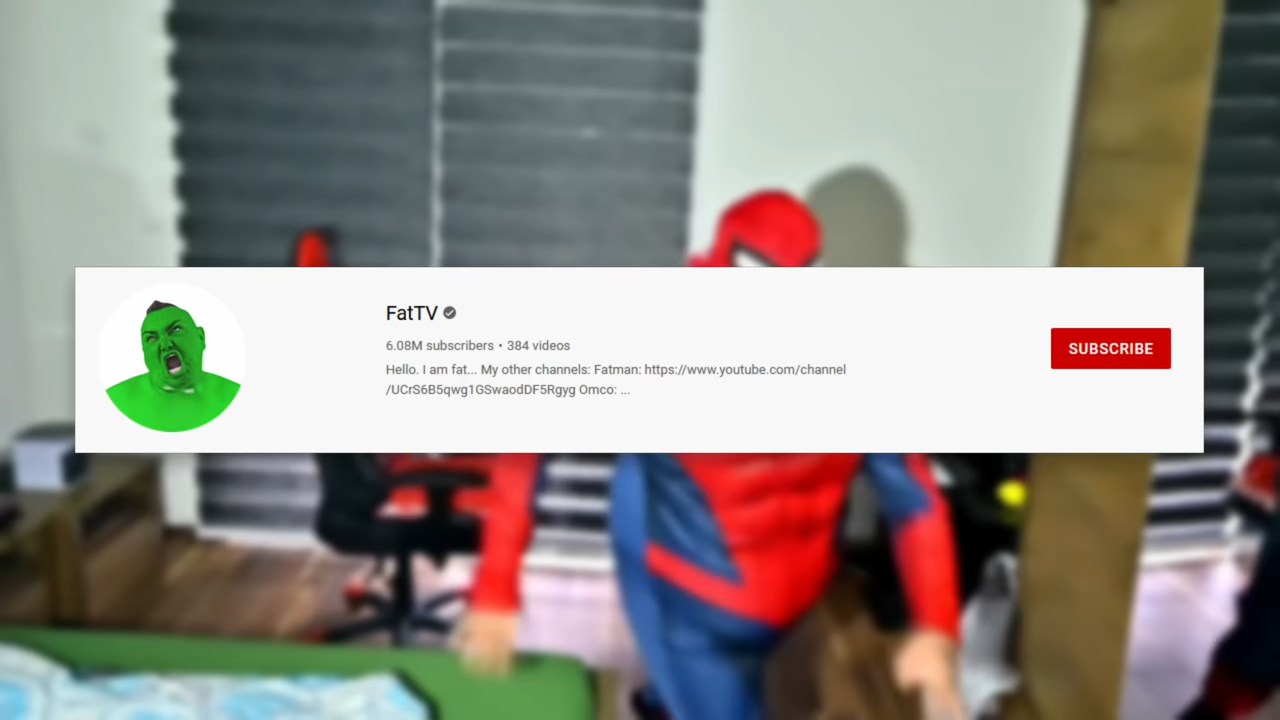 FatTV
6.08M subscribers • 384 videos
Hello. I am fat... My other channels: Fatman: https://www.youtube.com/channel
/UCrS6B5qwg1GSwaodDF5Rgyg Omco: ...
SUBSCRIBE